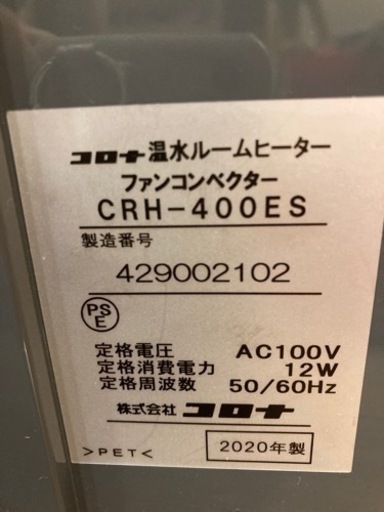 コロナ温水ルームヒーター
ファンコンベクター
CRH-400ES
製造番号
429002102
PSE
定格電圧 AC100V
定格消費電力 12W
定格周波数 50/60Hz
株式会社 コロナ
>PET< 2020年製